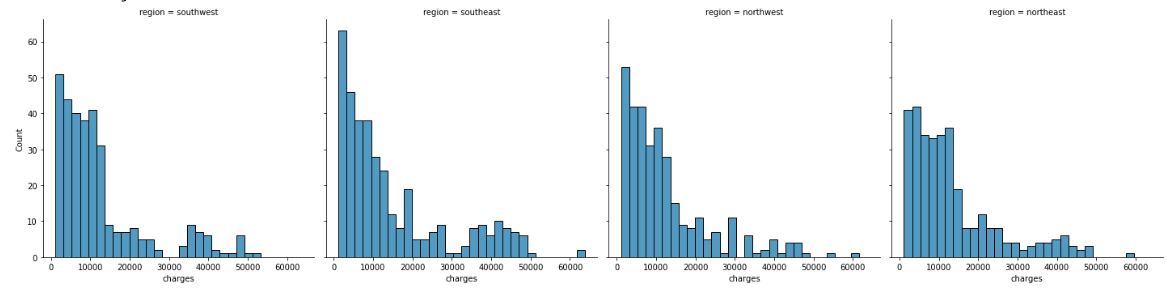 region = southwest
region = southeast
region = northwest
region = northeast
60
50
40
30
20
10
0
Count
0 10000 20000 30000 40000 50000 60000
0 10000 20000 30000 40000 50000 60000
0 10000 20000 30000 40000 50000 60000
0 10000 20000 30000 40000 50000 60000
charges
charges
charges
charges